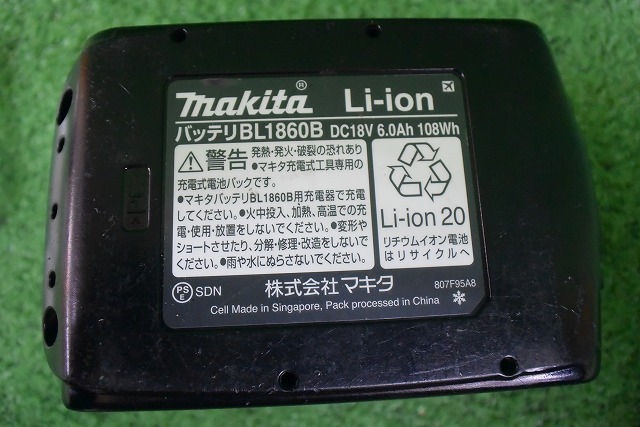 makita® Li-ion
バッテリBL1860B DC18V 6.0Ah 108Wh
警告 発熱・発火・破裂の恐れあり
●マキタ充電式工具専用の
充電式電池パックです。
●マキタバッテリBL1860B用充電器で充電
してください。●火中投入、加熱、高温での充
電・使用・放置をしないでください。●変形や
ショートさせたり、分解・修理・改造をしないで
ください。●雨や水にぬらさないでください。
Li-ion 20
リチウムイオン電池
はリサイクルへ
PSE SDN 株式会社 マキタ 807F95A8
Cell Made in Singapore, Pack processed in China